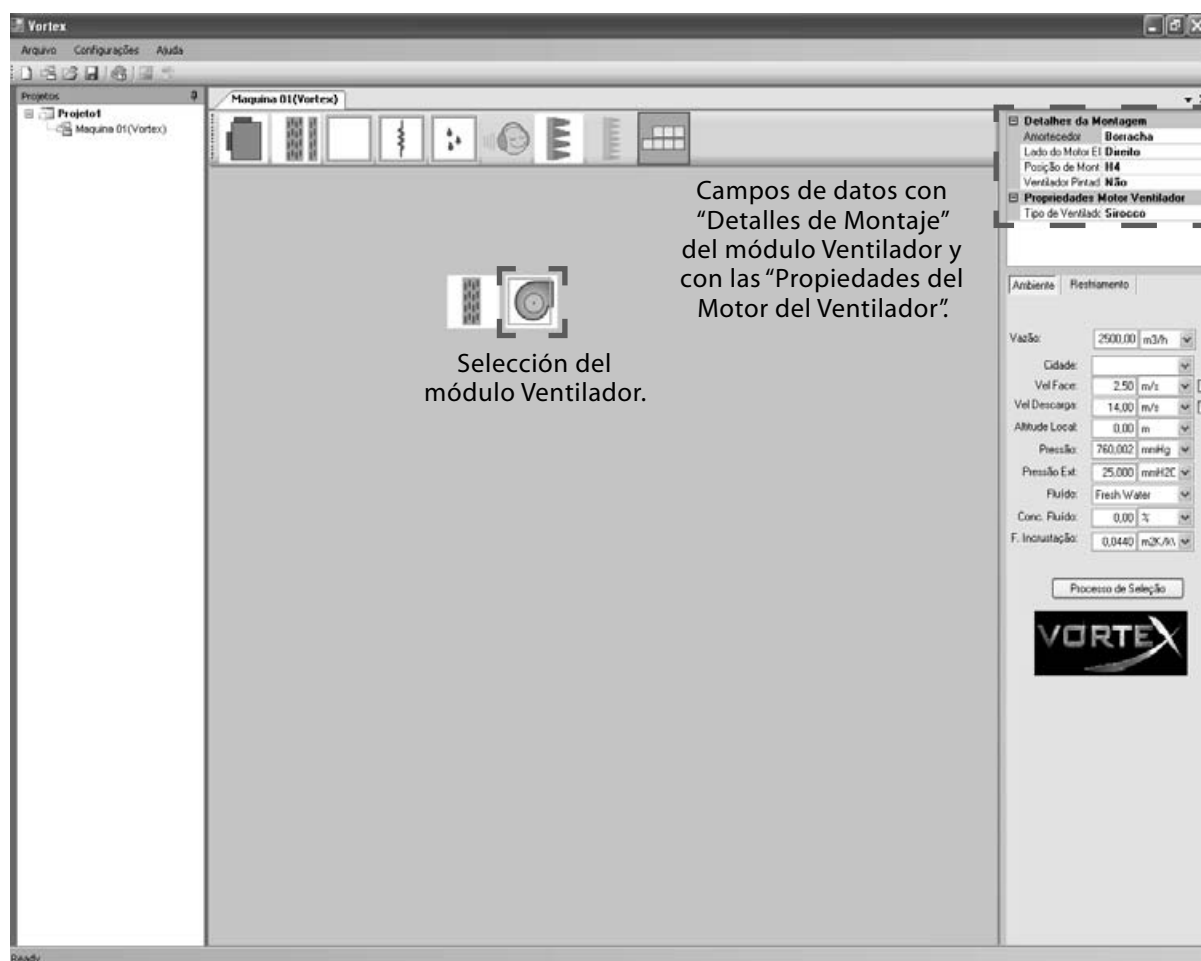 Vortex
Arquivo Configurações Ajuda
Projetos
Projeto1
Maquina 01(Vortex)
Maquina 01(Vortex)
Campos de datos con
“Detalles de Montaje”
del módulo Ventilador y
con las “Propiedades del
Motor del Ventilador”.
Selección del
módulo Ventilador.
Detalhes da Montagem
Amortecedor Borracha
Lado do Motor El Direito
Posição de Mont H4
Ventilador Pintad Não
Propriedades Motor Ventilador
Tipo de Ventilado Sirocco
Ambiente Resfriamento
Vazão: 2500,00 m3/h
Cidade:
Vel Face: 2.50 m/s
Vel Descarga: 14,00 m/s
Altitude Local: 0,00 m
Pressão: 760,002 mmHg
Pressão Ext: 25,000 mmH2O
Fluído: Fresh Water
Conc. Fluído: 0,00 %
F. Incrustação: 0,0440 m2K/K\
Processo de Seleção
VORTEX
Ready